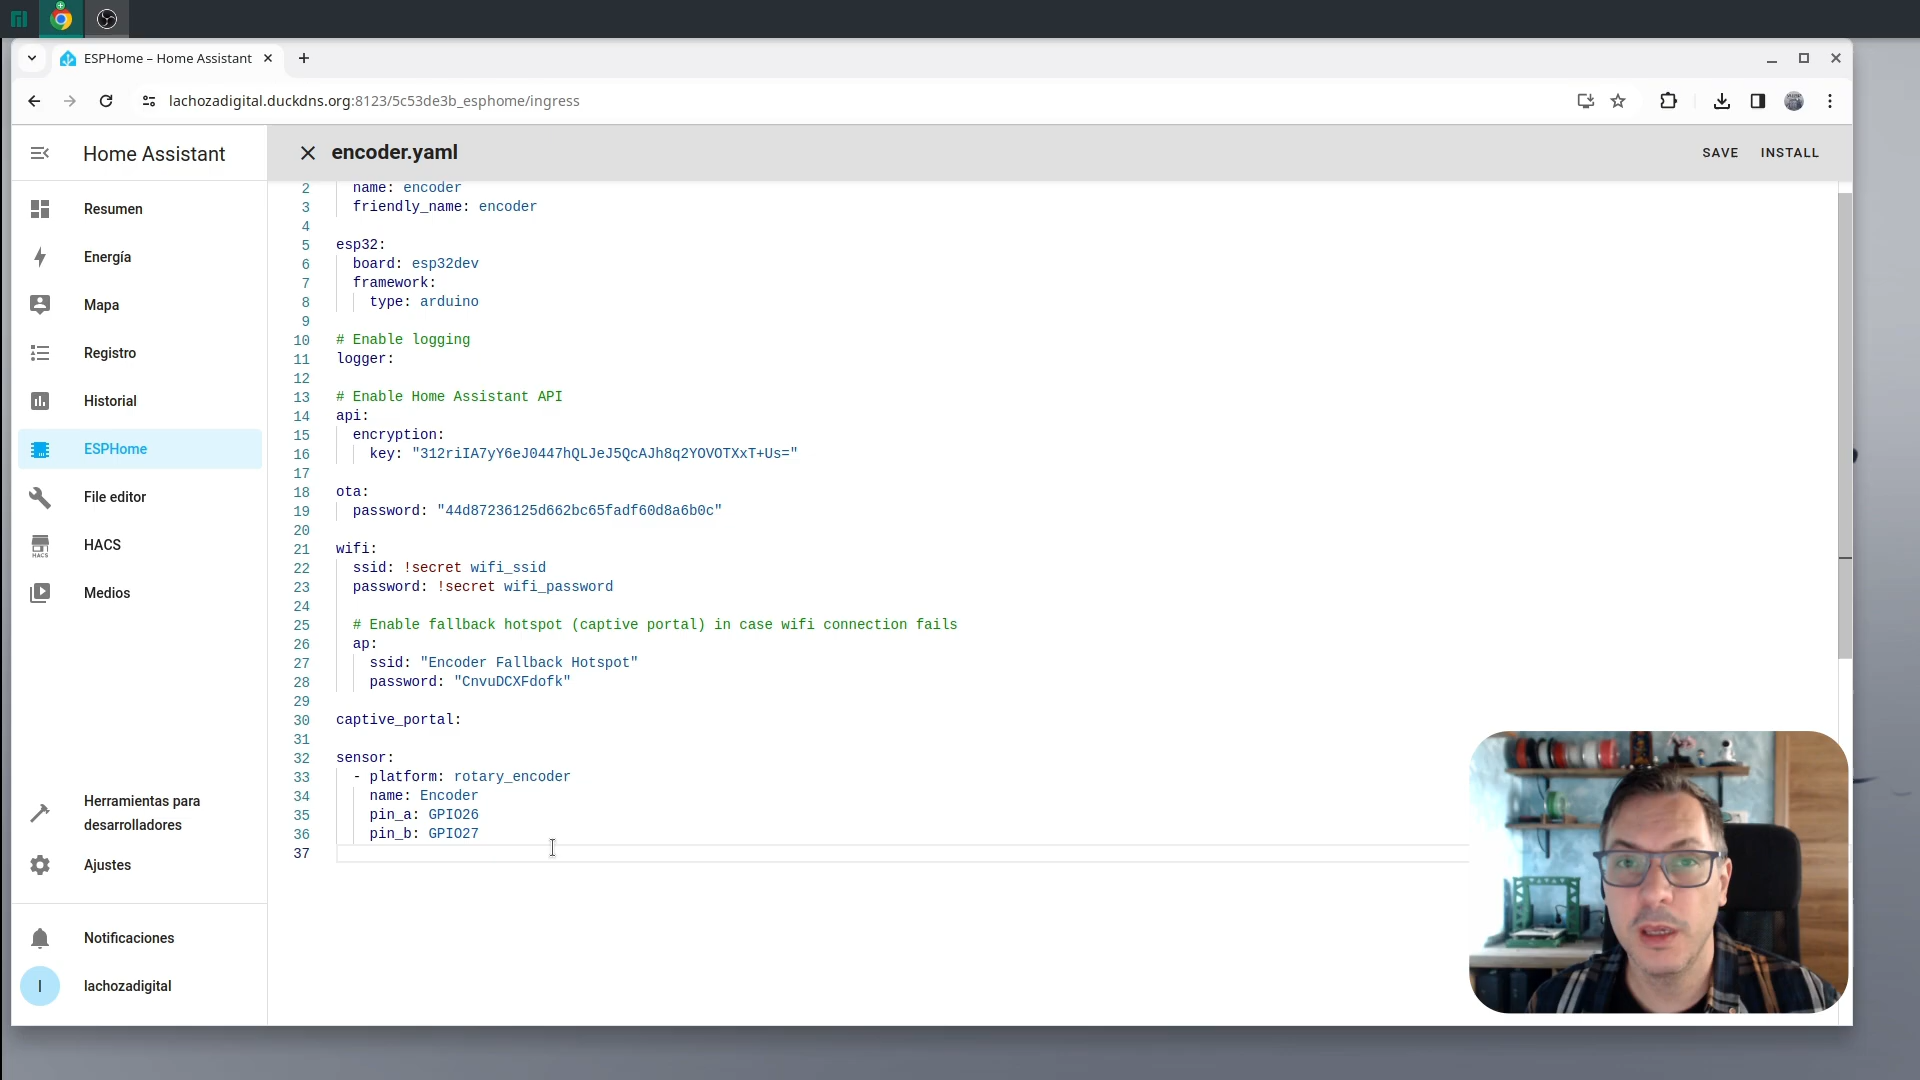 ESPHome – Home Assistant
lachozadigital.duckdns.org:8123/5c53de3b_esphome/ingress
Home Assistant
encoder.yaml
SAVE
INSTALL
Resumen
Energía
Mapa
Registro
Historial
ESPHome
File editor
HACS
HACS
Medios
Herramientas para
desarrolladores
Ajustes
Notificaciones
l
lachozadigital
2 name: encoder
3 friendly_name: encoder
4
5 esp32:
6 board: esp32dev
7 framework:
8 type: arduino
9
10 # Enable logging
11 logger:
12
13 # Enable Home Assistant API
14 api:
15 encryption:
16 key: "312riIA7yY6eJ0447hQLJeJ5QcAJh8q2YOVOTXxT+Us="
17
18 ota:
19 password: "44d87236125d662bc65fadf60d8a6b0c"
20
21 wifi:
22 ssid: !secret wifi_ssid
23 password: !secret wifi_password
24
25 # Enable fallback hotspot (captive portal) in case wifi connection fails
26 ap:
27 ssid: "Encoder Fallback Hotspot"
28 password: "CnvuDCXFdofk"
29
30 captive_portal:
31
32 sensor:
33 - platform: rotary_encoder
34 name: Encoder
35 pin_a: GPIO26
36 pin_b: GPIO27
37